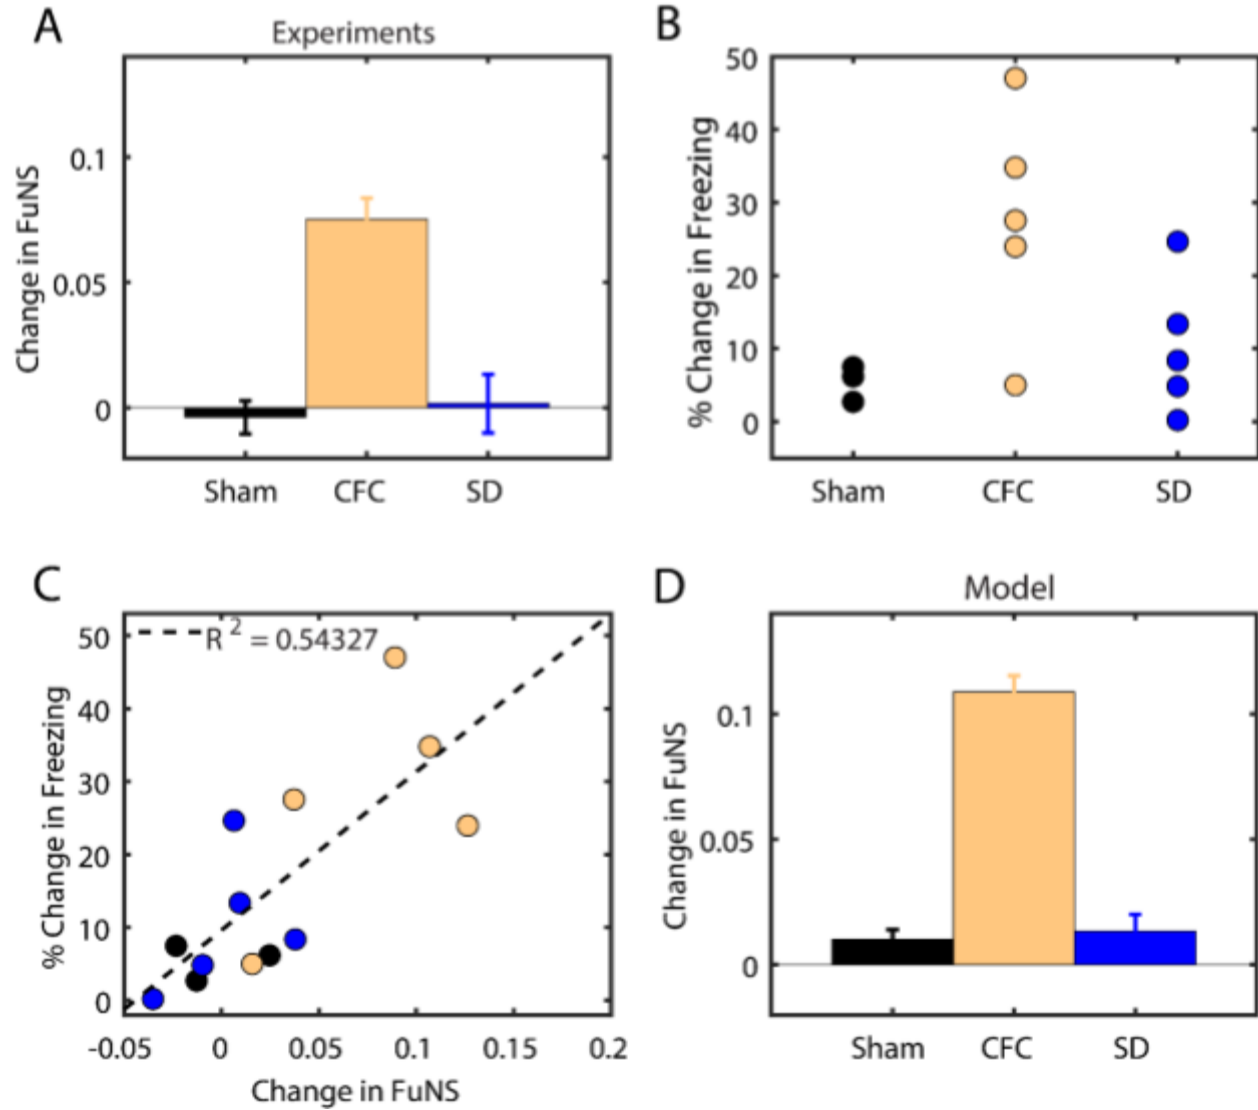 A
Experiments
Change in FuNS
0.1
0.05
0
Sham CFC SD
B
% Change in Freezing
50
40
30
20
10
0
Sham CFC SD
C
R 2 = 0.54327
% Change in Freezing
50
40
30
20
10
0
-0.05 0 0.05 0.1 0.15 0.2
Change in FuNS
D
Model
Change in FuNS
0.1
0.05
0
Sham CFC SD